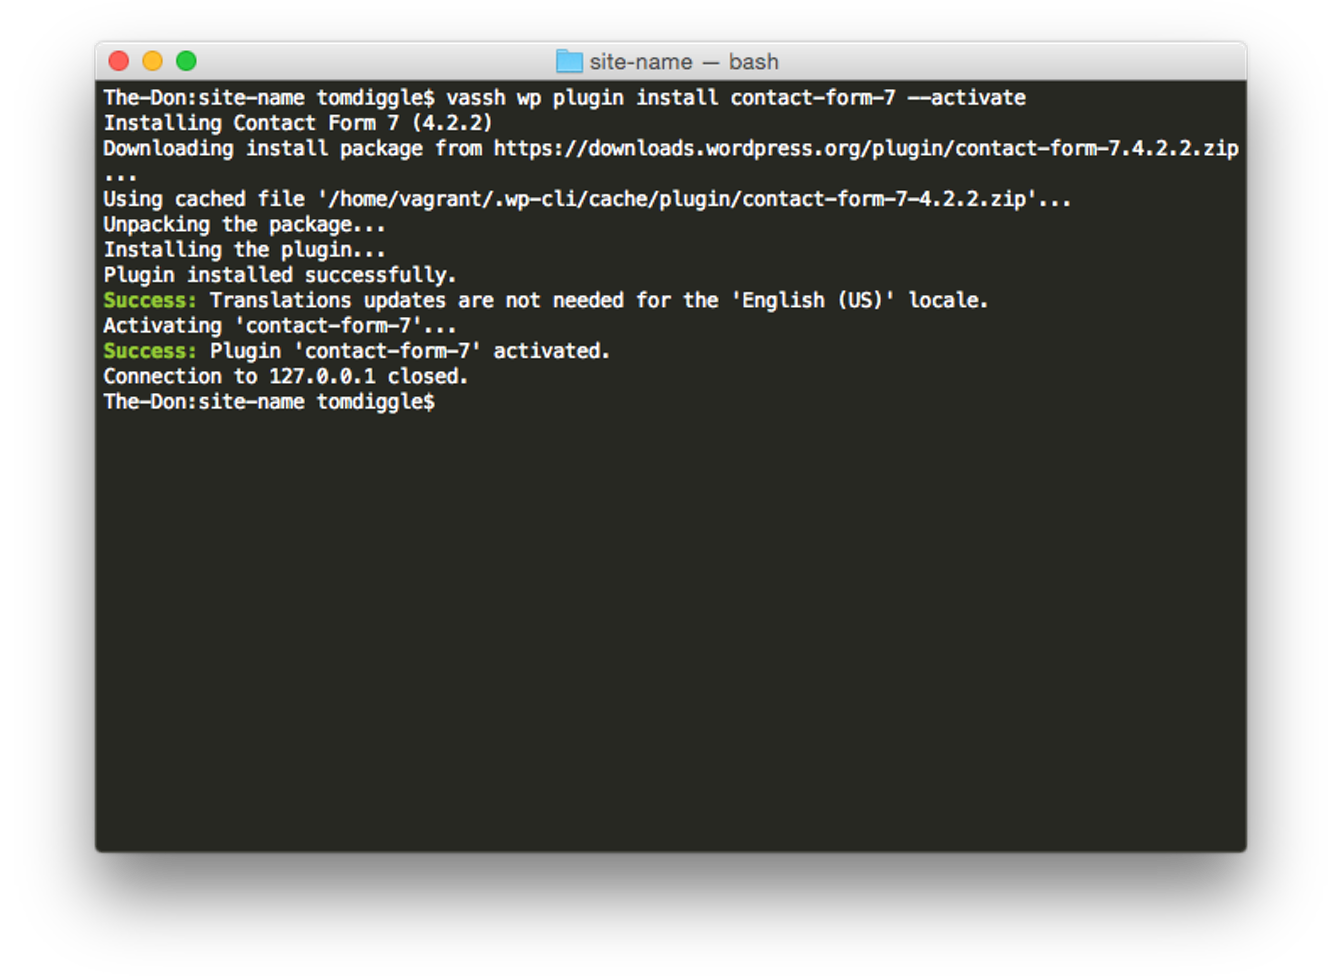 site-name — bash
The-Don:site-name tomdiggle$ vassh wp plugin install contact-form-7 --activate
Installing Contact Form 7 (4.2.2)
Downloading install package from https://downloads.wordpress.org/plugin/contact-form-7.4.2.2.zip
...
Using cached file '/home/vagrant/.wp-cli/cache/plugin/contact-form-7-4.2.2.zip'...
Unpacking the package...
Installing the plugin...
Plugin installed successfully.
Success: Translations updates are not needed for the 'English (US)' locale.
Activating 'contact-form-7'...
Success: Plugin 'contact-form-7' activated.
Connection to 127.0.0.1 closed.
The-Don:site-name tomdiggle$